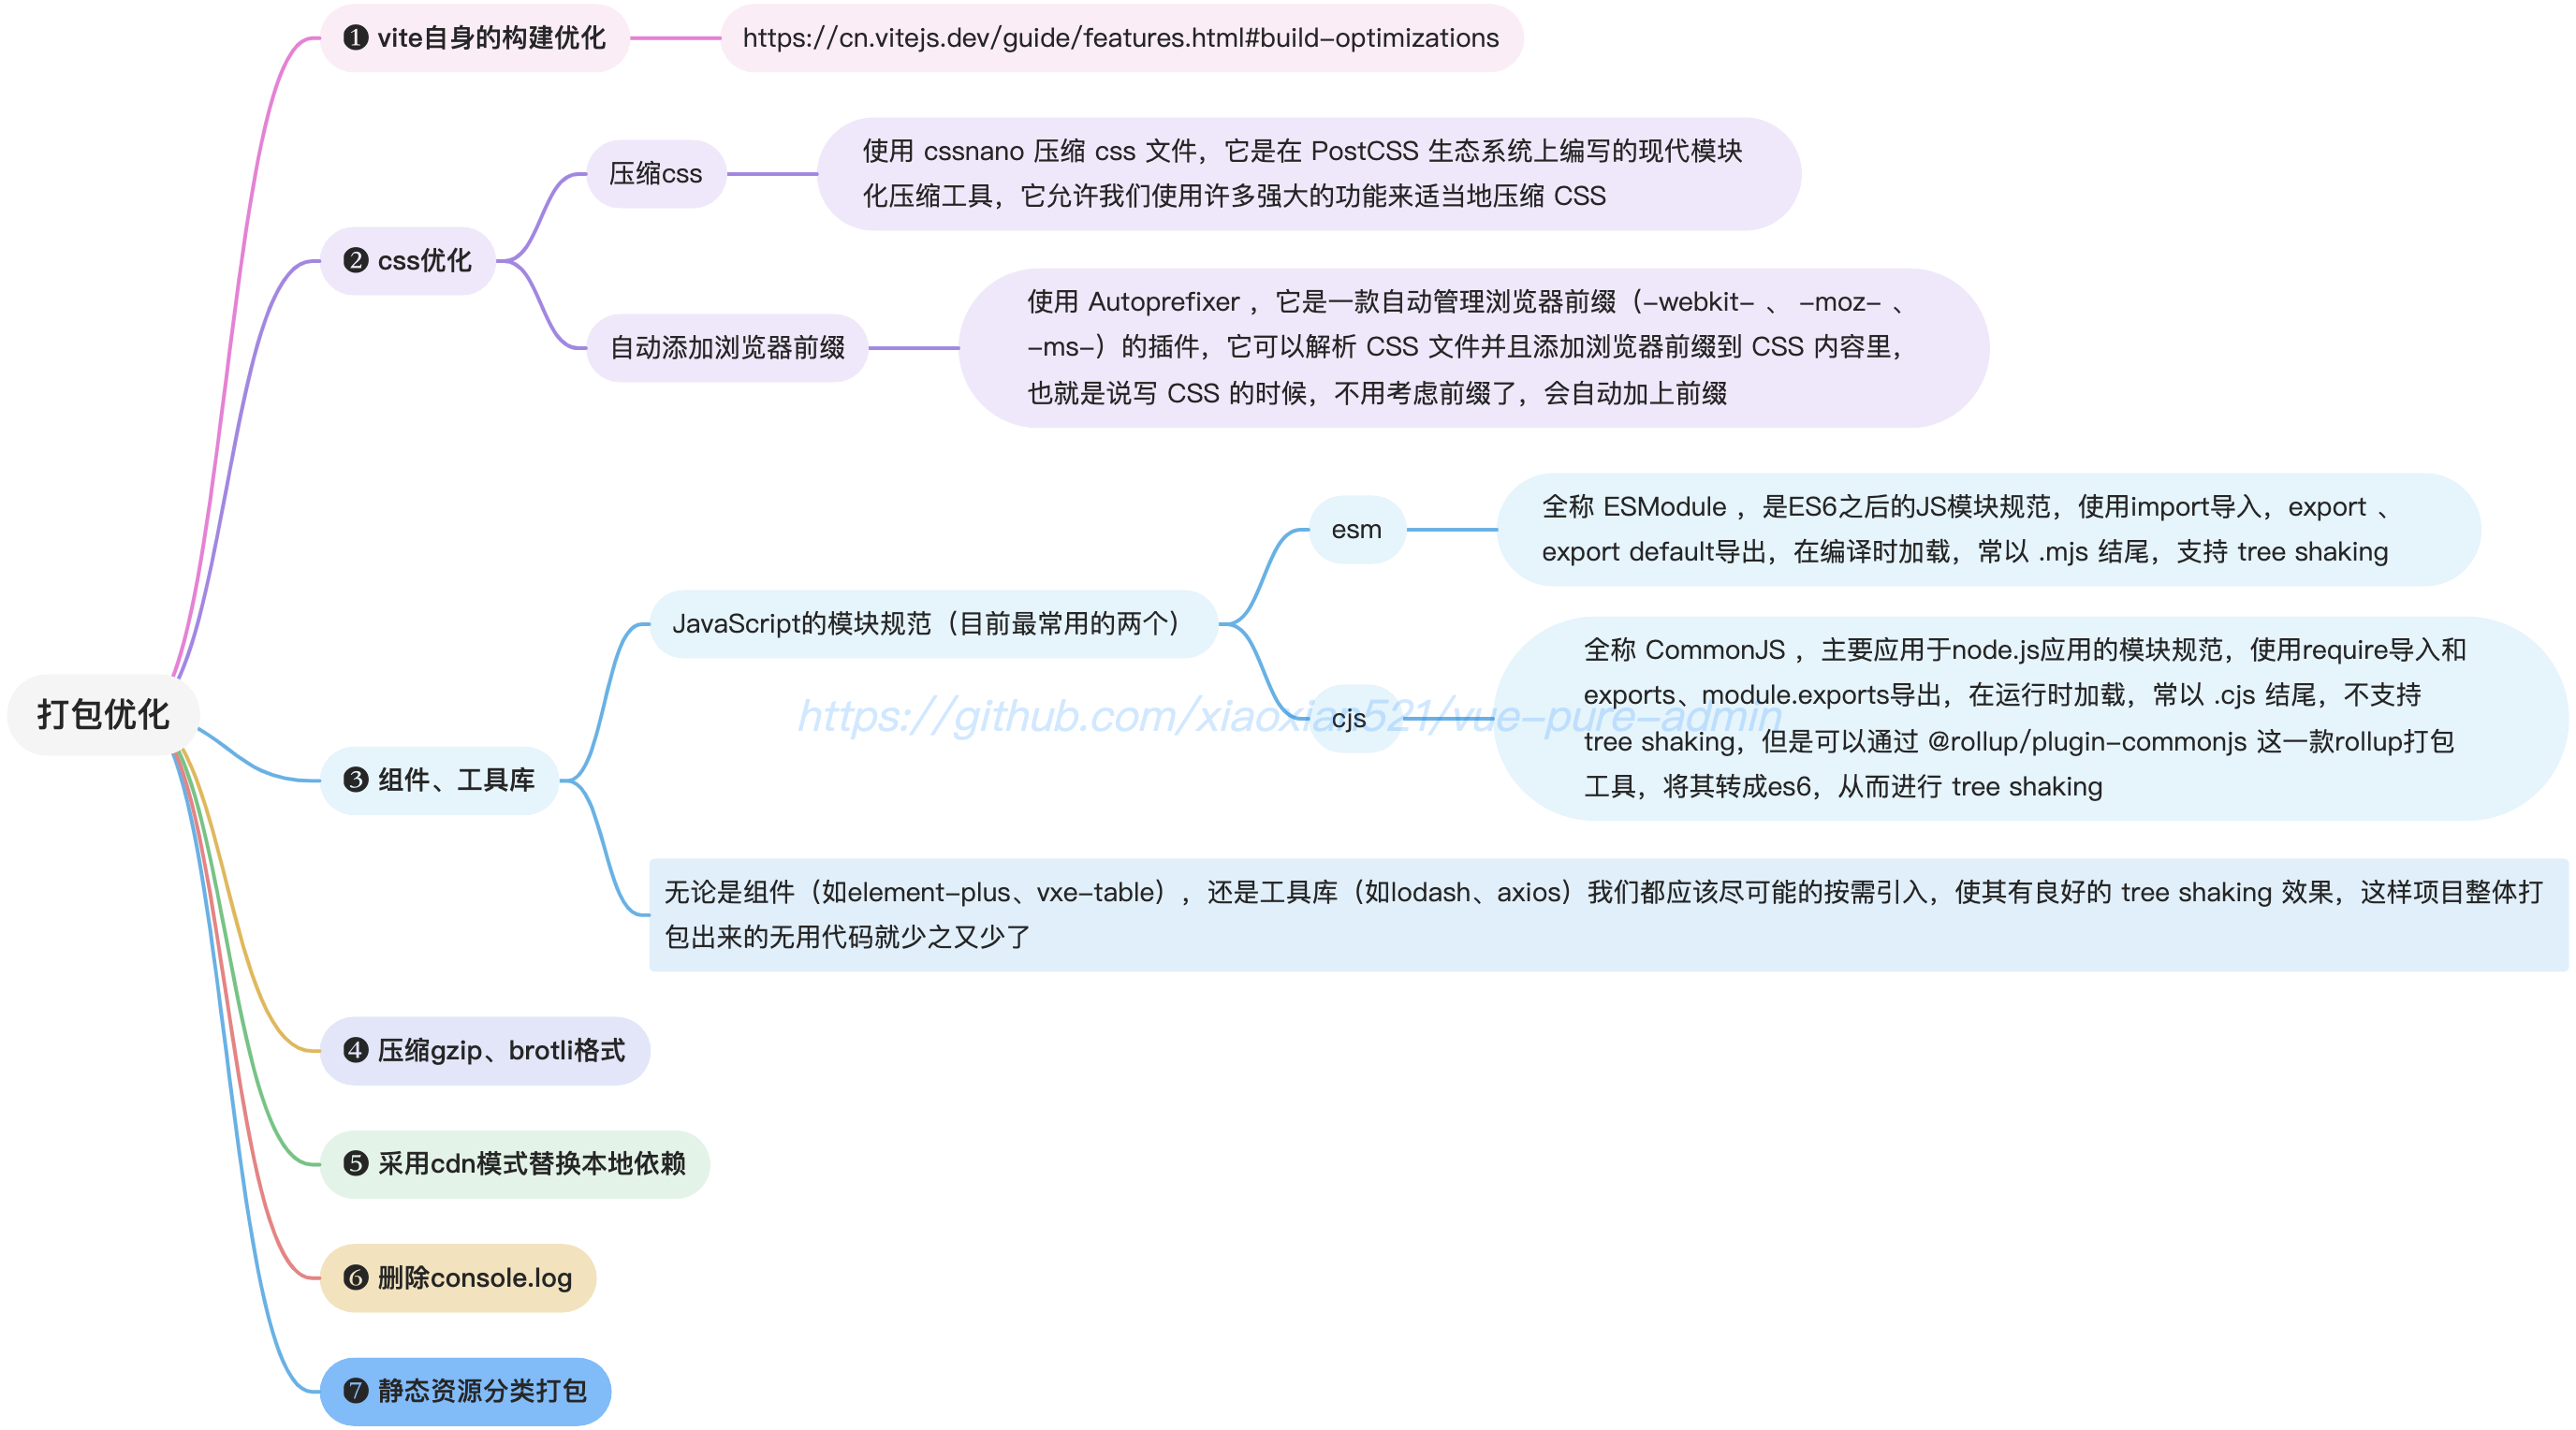 ❶ vite自身的构建优化
https://cn.vitejs.dev/guide/features.html#build-optimizations
❷ css优化
压缩css
使用 cssnano 压缩 css 文件，它是在 PostCSS 生态系统上编写的现代模块
化压缩工具，它允许我们使用许多强大的功能来适当地压缩 CSS
自动添加浏览器前缀
使用 Autoprefixer ，它是一款自动管理浏览器前缀（-webkit- 、 -moz- 、
-ms-）的插件，它可以解析 CSS 文件并且添加浏览器前缀到 CSS 内容里，
也就是说写 CSS 的时候，不用考虑前缀了，会自动加上前缀
打包优化
❸ 组件、工具库
JavaScript的模块规范（目前最常用的两个）
esm
全称 ESModule ，是ES6之后的JS模块规范，使用import导入，export 、
export default导出，在编译时加载，常以 .mjs 结尾，支持 tree shaking
cjs
全称 CommonJS ，主要应用于node.js应用的模块规范，使用require导入和
exports、module.exports导出，在运行时加载，常以 .cjs 结尾，不支持
tree shaking，但是可以通过 @rollup/plugin-commonjs 这一款rollup打包
工具，将其转成es6，从而进行 tree shaking
https://github.com/xiaoxian521/vue-pure-admin
无论是组件（如element-plus、vxe-table），还是工具库（如lodash、axios）我们都应该尽可能的按需引入，使其有良好的 tree shaking 效果，这样项目整体打
包出来的无用代码就少之又少了
❹ 压缩gzip、brotli格式
❺ 采用cdn模式替换本地依赖
❻ 删除console.log
❼ 静态资源分类打包